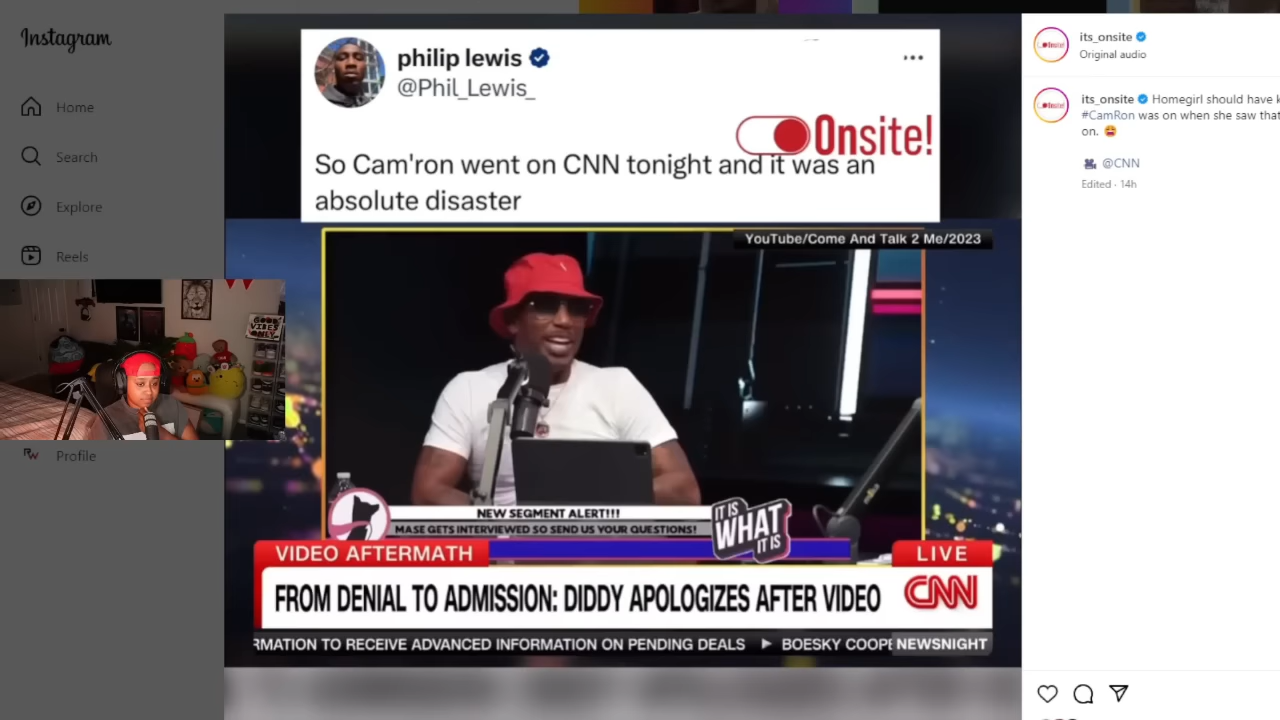 Instagram
Home
Search
Explore
Reels
Profile
GOOD
VIBES
ONLY
philip lewis
@Phil_Lewis_
Onsite!
So Cam'ron went on CNN tonight and it was an
absolute disaster
YouTube/Come And Talk 2 Me/2023
NEW SEGMENT ALERT!!!
MASE GETS INTERVIEWED SO SEND US YOUR QUESTIONS!
IT IS
WHAT
IT IS
VIDEO AFTERMATH
LIVE
FROM DENIAL TO ADMISSION: DIDDY APOLOGIZES AFTER VIDEO
CNN
RMATION TO RECEIVE ADVANCED INFORMATION ON PENDING DEALS ▶ BOESKY COOPE
NEWSNIGHT
its_onsite
Original audio
its_onsite Homegirl should have k
#CamRon was on when she saw that
on. 😩
🎥 @CNN
Edited · 14h